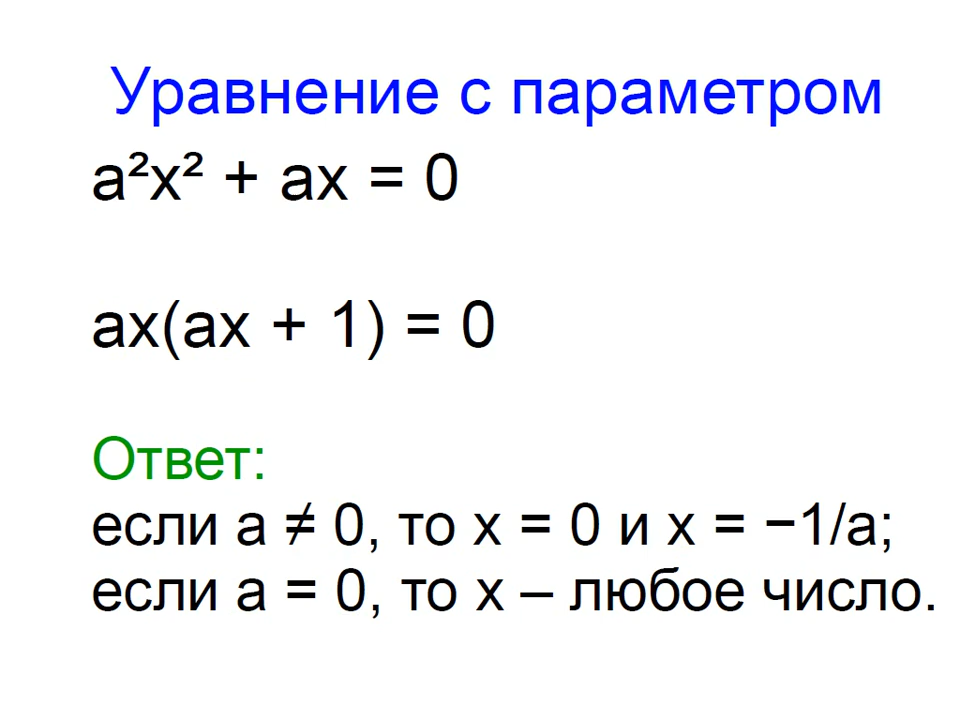 Уравнение с параметром
a²x² + ax = 0
ax(ax + 1) = 0
Ответ:
если a ≠ 0, то x = 0 и x = −1/a;
если a = 0, то x – любое число.